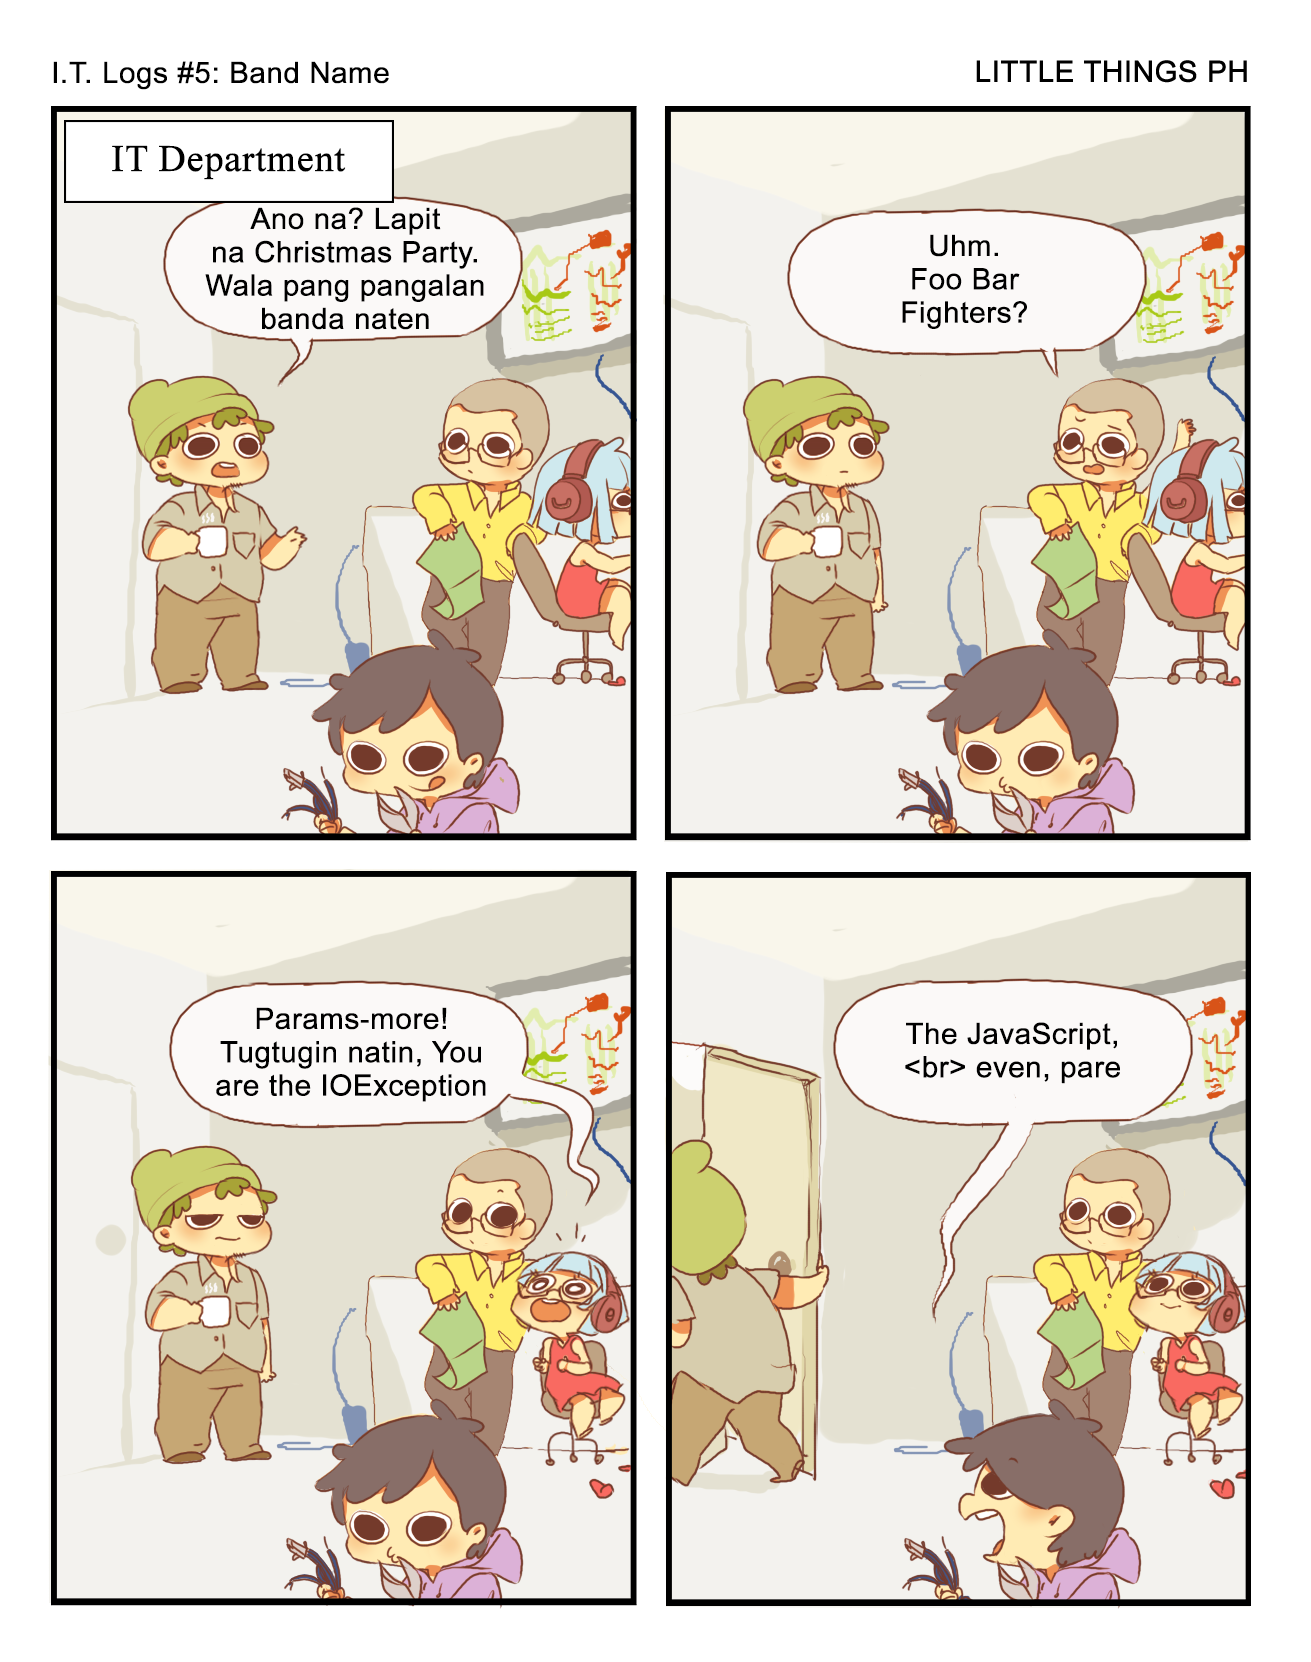 I.T. Logs #5: Band Name
LITTLE THINGS PH
IT Department
Ano na? Lapit
na Christmas Party.
Wala pang pangalan
banda naten
Uhm.
Foo Bar
Fighters?
Params-more!
Tugtugin natin, You
are the IOException
The JavaScript,
<br> even, pare